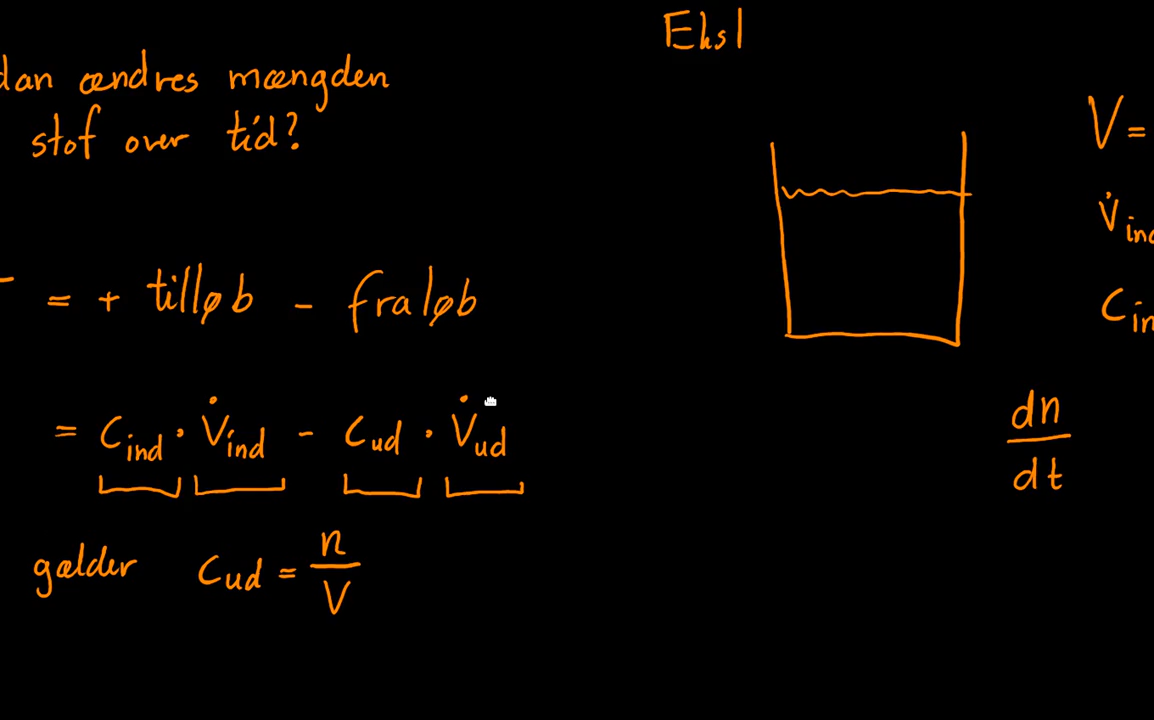 dan ændres mængden
stof over tid?
= + tilløb - fraløb
= Cind · V̇ind - Cud · V̇ud
gælder Cud = n/V
Eks1
V =
V̇ind
Cin
dn/dt